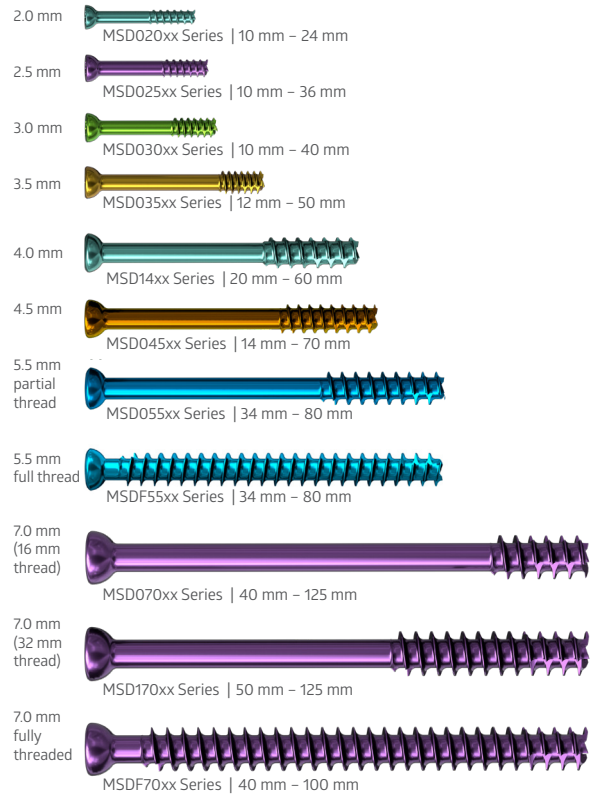 2.0 mm
MSD020xx Series | 10 mm – 24 mm
2.5 mm
MSD025xx Series | 10 mm – 36 mm
3.0 mm
MSD030xx Series | 10 mm – 40 mm
3.5 mm
MSD035xx Series | 12 mm – 50 mm
4.0 mm
MSD14xx Series | 20 mm – 60 mm
4.5 mm
MSD045xx Series | 14 mm – 70 mm
5.5 mm
partial
thread
MSD055xx Series | 34 mm – 80 mm
5.5 mm
full thread
MSDF55xx Series | 34 mm – 80 mm
7.0 mm
(16 mm
thread)
MSD070xx Series | 40 mm – 125 mm
7.0 mm
(32 mm
thread)
MSD170xx Series | 50 mm – 125 mm
7.0 mm
fully
threaded
MSDF70xx Series | 40 mm – 100 mm